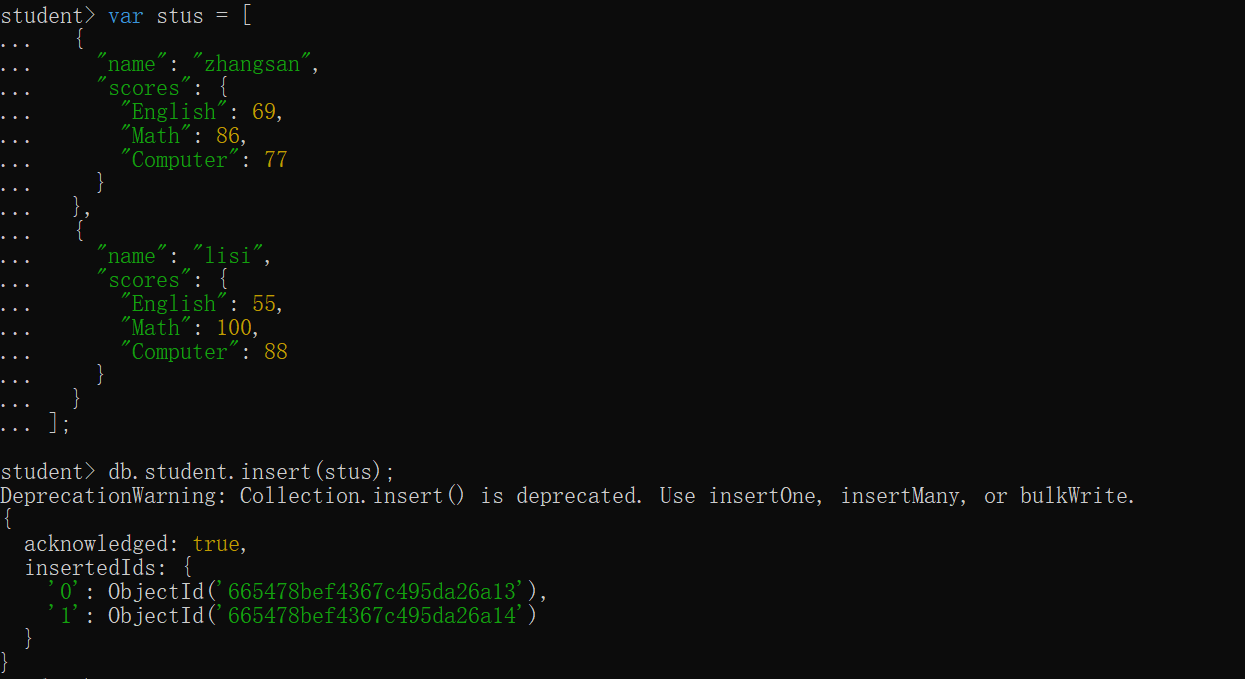 student> var stus = [
...    {
...      "name": "zhangsan",
...      "scores": {
...        "English": 69,
...        "Math": 86,
...        "Computer": 77
...      }
...    },
...    {
...      "name": "lisi",
...      "scores": {
...        "English": 55,
...        "Math": 100,
...        "Computer": 88
...      }
...    }
... ];
student> db.student.insert(stus);
DeprecationWarning: Collection.insert() is deprecated. Use insertOne, insertMany, or bulkWrite.
{
  acknowledged: true,
  insertedIds: {
    '0': ObjectId('665478bef4367c495da26a13'),
    '1': ObjectId('665478bef4367c495da26a14')
  }
}